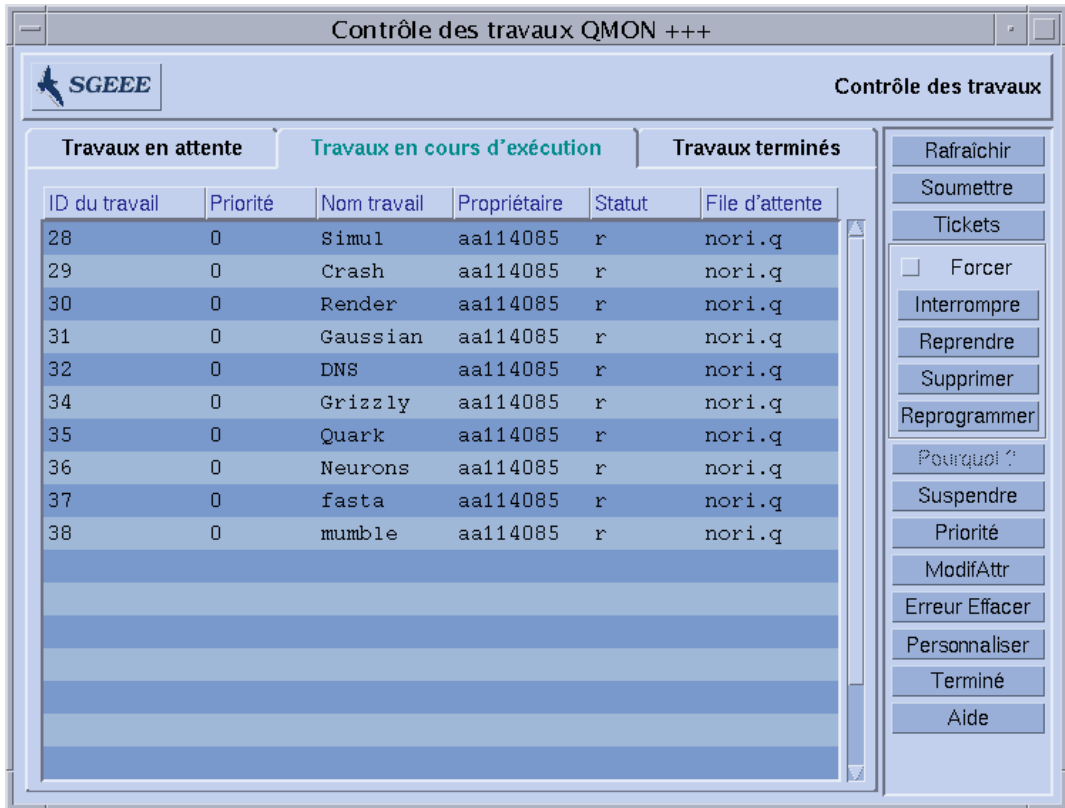 Contrôle des travaux QMON +++
SGEEE
Contrôle des travaux
Travaux en attente Travaux en cours d'exécution Travaux terminés
ID du travail Priorité Nom travail Propriétaire Statut File d'attente
28 0 Simul aa114085 r nori.q
29 0 Crash aa114085 r nori.q
30 0 Render aa114085 r nori.q
31 0 Gaussian aa114085 r nori.q
32 0 DNS aa114085 r nori.q
34 0 Grizzly aa114085 r nori.q
35 0 Quark aa114085 r nori.q
36 0 Neurons aa114085 r nori.q
37 0 fasta aa114085 r nori.q
38 0 mumble aa114085 r nori.q
Rafraîchir
Soumettre
Tickets
Forcer
Interrompre
Reprendre
Supprimer
Reprogrammer
Pourquoi ?
Suspendre
Priorité
ModifAttr
Erreur Effacer
Personnaliser
Terminé
Aide